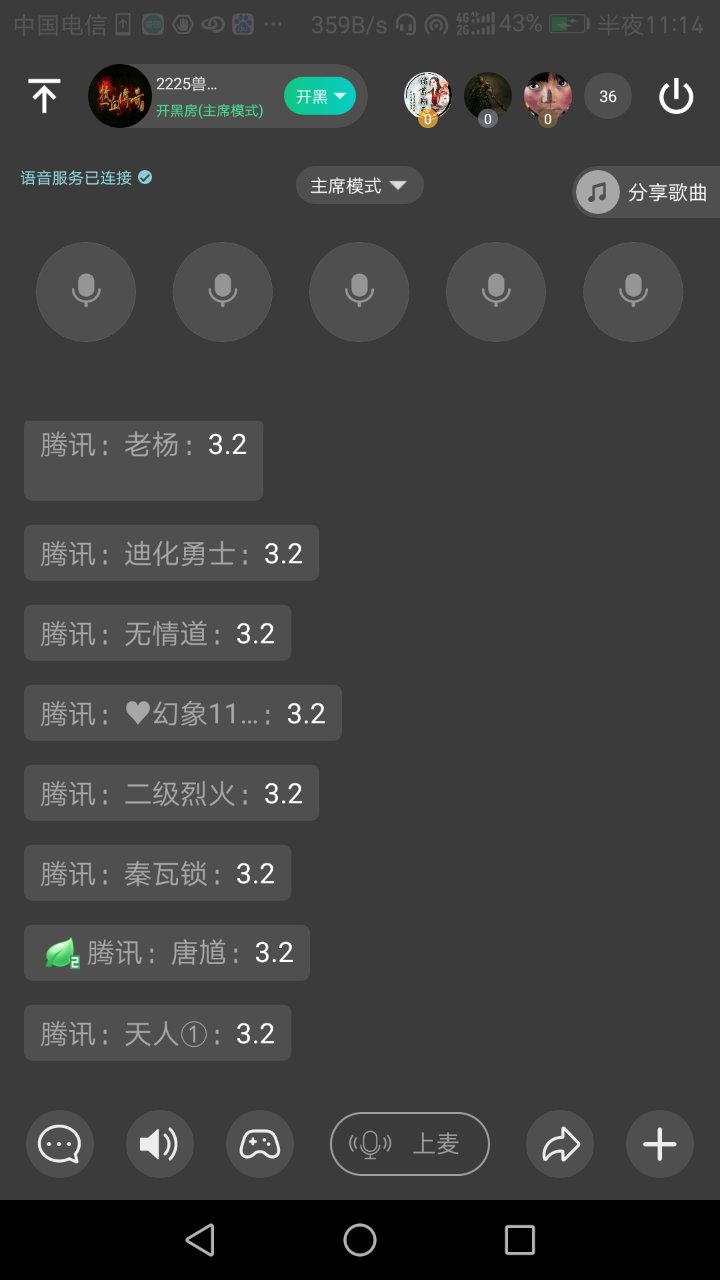 中国电信 359B/s 4G 2G 43% 半夜11:14
2225兽...
开黑房(主席模式)
开黑
0
0
0
36
语音服务已连接
主席模式
分享歌曲
腾讯：老杨：3.2
腾讯：迪化勇士：3.2
腾讯：无情道：3.2
腾讯：♥幻象11...：3.2
腾讯：二级烈火：3.2
腾讯：秦瓦锁：3.2
2 腾讯：唐馗：3.2
腾讯：天人①：3.2
上麦